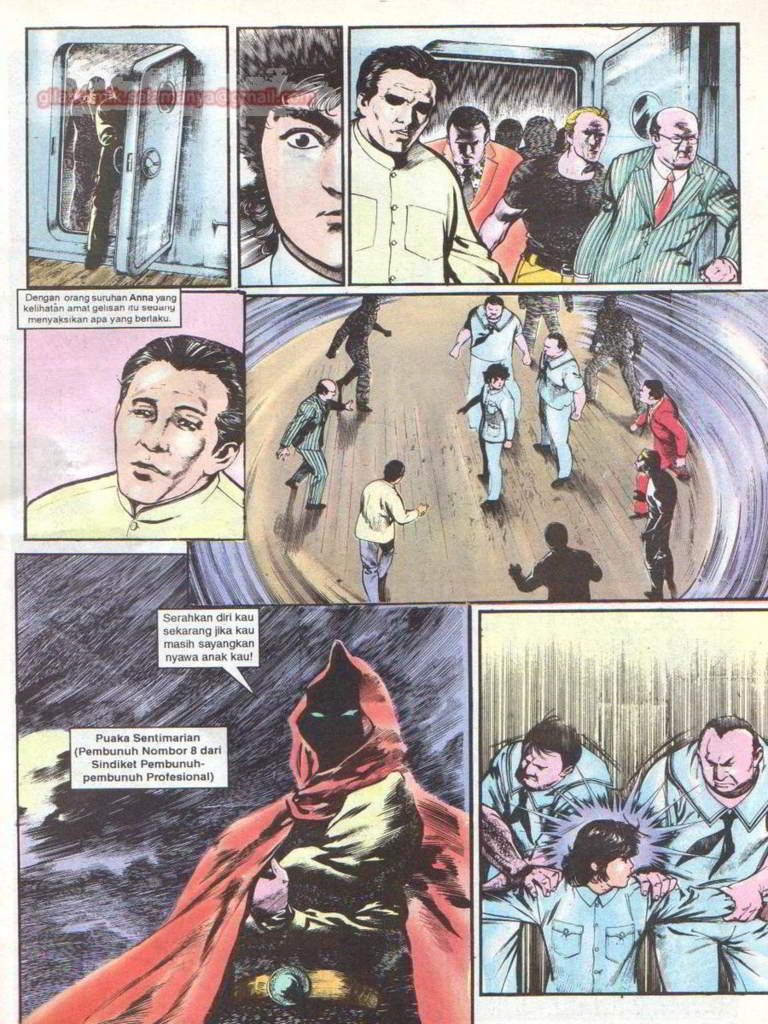 Dengan orang suruhan Anna yang
kelihatan amat gelisah itu sedang
menyaksikan apa yang berlaku.
Serahkan diri kau
sekarang jika kau
masih sayangkan
nyawa anak kau!
Puaka Sentimarian
(Pembunuh Nombor 8 dari
Sindiket Pembunuh-
pembunuh Profesional)